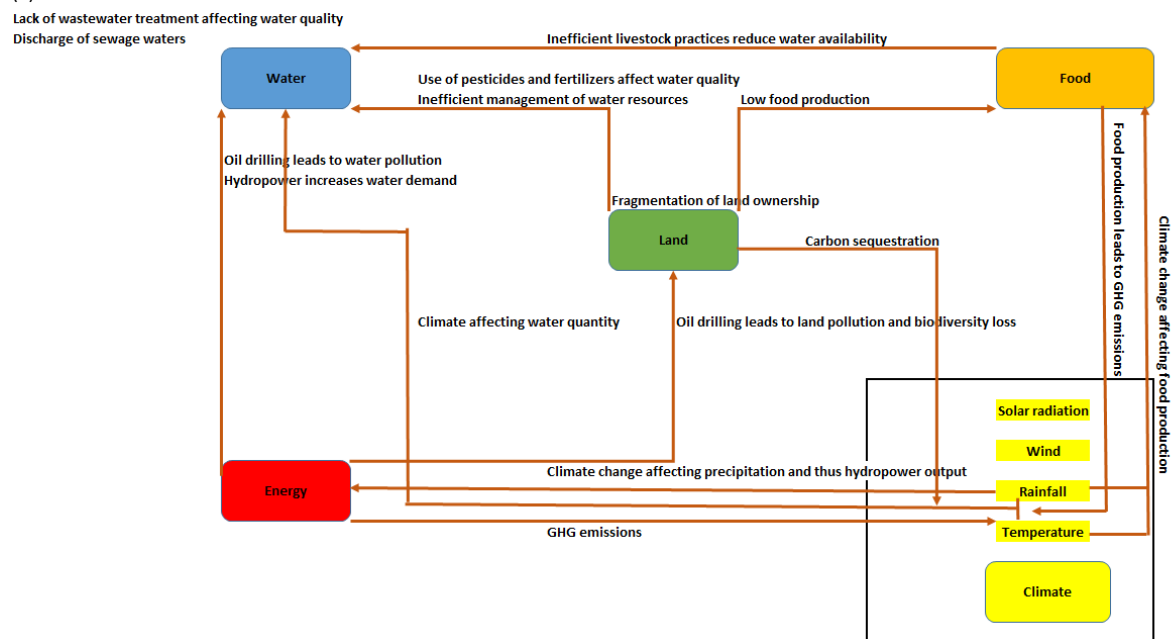 Lack of wastewater treatment affecting water quality
Discharge of sewage waters
Inefficient livestock practices reduce water availability
Water
Food
Use of pesticides and fertilizers affect water quality
Inefficient management of water resources
Low food production
Oil drilling leads to water pollution
Hydropower increases water demand
Food production leads to GHG emissions
Climate change affecting food production
Fragmentation of land ownership
Land
Carbon sequestration
Climate affecting water quantity
Oil drilling leads to land pollution and biodiversity loss
Solar radiation
Wind
Climate change affecting precipitation and thus hydropower output
Energy
Rainfall
GHG emissions
Temperature
Climate